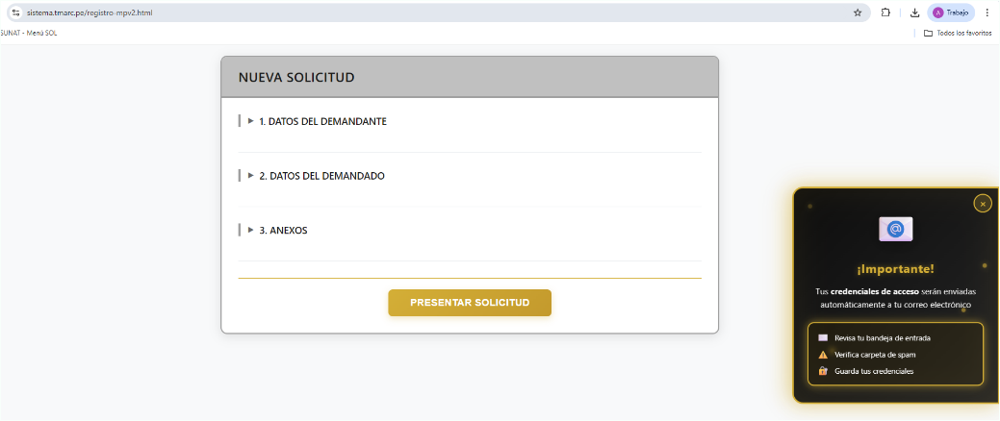 sistema.tmarc.pe/registro-mpv2.html
A Trabajo
SUNAT - Menú SOL
Todos los favoritos
NUEVA SOLICITUD
1. DATOS DEL DEMANDANTE
2. DATOS DEL DEMANDADO
3. ANEXOS
PRESENTAR SOLICITUD
×
@
¡Importante!
Tus credenciales de acceso serán enviadas
automáticamente a tu correo electrónico
Revisa tu bandeja de entrada
Verifica carpeta de spam
Guarda tus credenciales